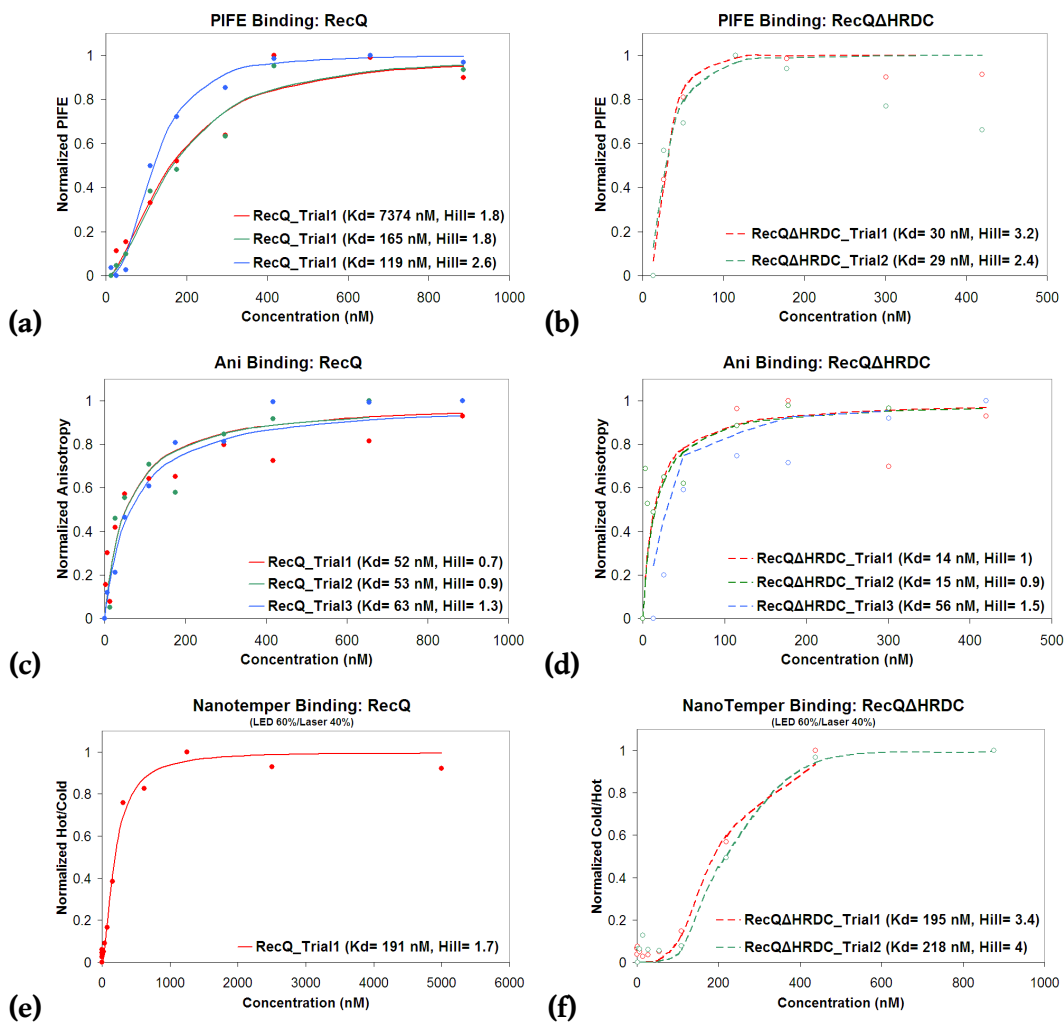 PIFE Binding: RecQ
Normalized PIFE
1
0.8
0.6
0.4
0.2
0
RecQ_Trial1 (Kd= 7374 nM, Hill= 1.8)
RecQ_Trial1 (Kd= 165 nM, Hill= 1.8)
RecQ_Trial1 (Kd= 119 nM, Hill= 2.6)
0 200 400 600 800 1000
Concentration (nM)
(a)
PIFE Binding: RecQΔHRDC
Normalized PIFE
1
0.8
0.6
0.4
0.2
0
RecQΔHRDC_Trial1 (Kd= 30 nM, Hill= 3.2)
RecQΔHRDC_Trial2 (Kd= 29 nM, Hill= 2.4)
0 100 200 300 400 500
Concentration (nM)
(b)
Ani Binding: RecQ
Normalized Anisotropy
1
0.8
0.6
0.4
0.2
0
RecQ_Trial1 (Kd= 52 nM, Hill= 0.7)
RecQ_Trial2 (Kd= 53 nM, Hill= 0.9)
RecQ_Trial3 (Kd= 63 nM, Hill= 1.3)
0 200 400 600 800 1000
Concentration (nM)
(c)
Ani Binding: RecQΔHRDC
Normalized Anisotropy
1
0.8
0.6
0.4
0.2
0
RecQΔHRDC_Trial1 (Kd= 14 nM, Hill= 1)
RecQΔHRDC_Trial2 (Kd= 15 nM, Hill= 0.9)
RecQΔHRDC_Trial3 (Kd= 56 nM, Hill= 1.5)
0 100 200 300 400 500
Concentration (nM)
(d)
Nanotemper Binding: RecQ
(LED 60%/Laser 40%)
Normalized Hot/Cold
1
0.8
0.6
0.4
0.2
0
RecQ_Trial1 (Kd= 191 nM, Hill= 1.7)
0 1000 2000 3000 4000 5000 6000
Concentration (nM)
(e)
NanoTemper Binding: RecQΔHRDC
(LED 60%/Laser 40%)
Normalized Cold/Hot
1
0.8
0.6
0.4
0.2
0
RecQΔHRDC_Trial1 (Kd= 195 nM, Hill= 3.4)
RecQΔHRDC_Trial2 (Kd= 218 nM, Hill= 4)
0 200 400 600 800 1000
Concentration (nM)
(f)